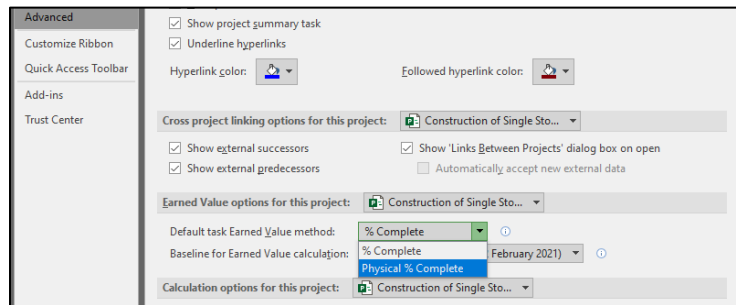 Advanced
Customize Ribbon
Quick Access Toolbar
Add-ins
Trust Center
Show project summary task
Underline hyperlinks
Hyperlink color:
Followed hyperlink color:
Cross project linking options for this project: Construction of Single Sto...
Show external successors
Show 'Links Between Projects' dialog box on open
Show external predecessors
Automatically accept new external data
Earned Value options for this project: Construction of Single Sto...
Default task Earned Value method: % Complete
% Complete
Baseline for Earned Value calculation: February 2021)
Physical % Complete
Calculation options for this project: Construction of Single Sto...